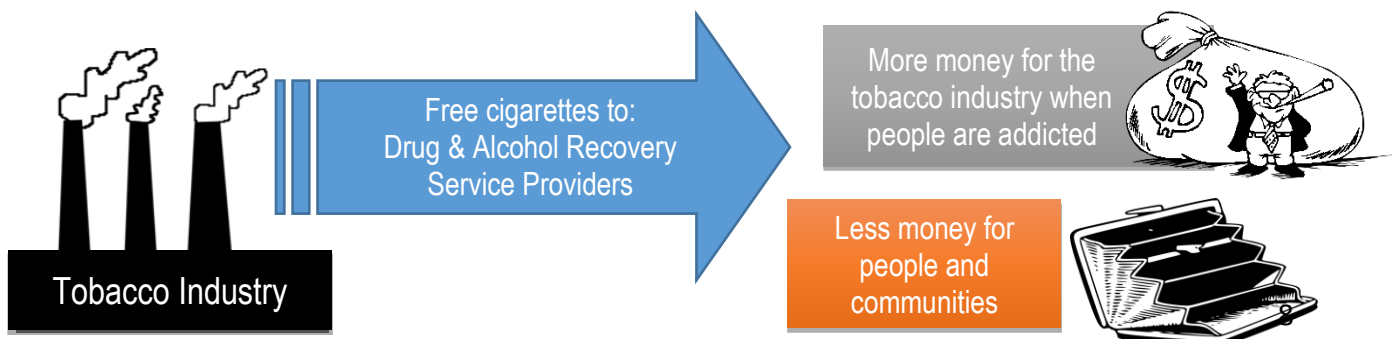 Tobacco Industry
Free cigarettes to:
Drug & Alcohol Recovery
Service Providers
More money for the
tobacco industry when
people are addicted
$
Less money for
people and
communities